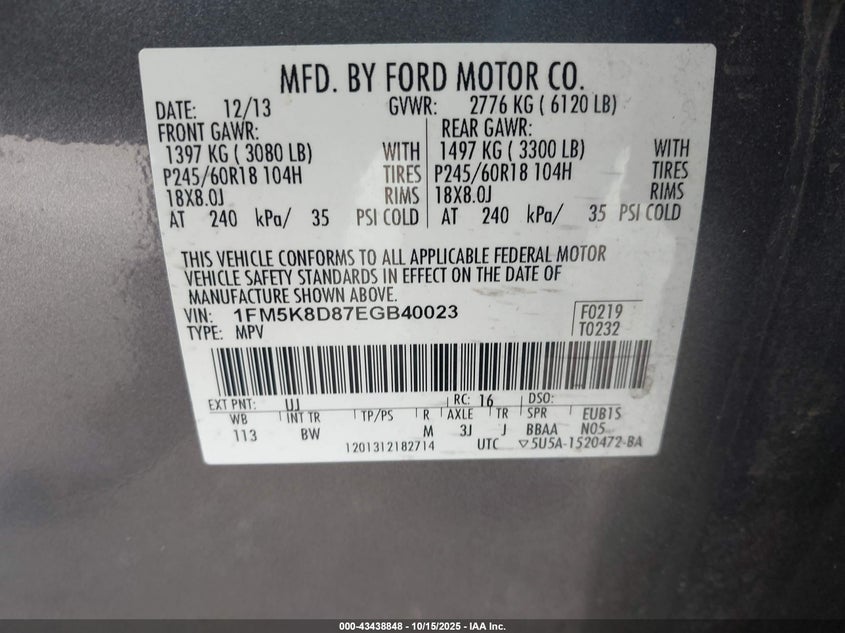 MFD. BY FORD MOTOR CO.
DATE: 12/13 GVWR: 2776 KG ( 6120 LB)
FRONT GAWR: REAR GAWR:
1397 KG ( 3080 LB) WITH 1497 KG ( 3300 LB) WITH
P245/60R18 104H TIRES P245/60R18 104H TIRES
18X8.0J RIMS 18X8.0J RIMS
AT 240 kPa/ 35 PSI COLD AT 240 kPa/ 35 PSI COLD
THIS VEHICLE CONFORMS TO ALL APPLICABLE FEDERAL MOTOR
VEHICLE SAFETY STANDARDS IN EFFECT ON THE DATE OF
MANUFACTURE SHOWN ABOVE.
VIN: 1FM5K8D87EGB40023 F0219
TYPE: MPV T0232
EXT PNT: UJ RC: 16 DSO:
WB INT TR TP/PS R AXLE TR SPR EUB1S
113 BW M 3J J BBAA N05
1201312182714 UTC ▽5U5A-1520472-BA
000-43438848 - 10/15/2025 - IAA Inc.